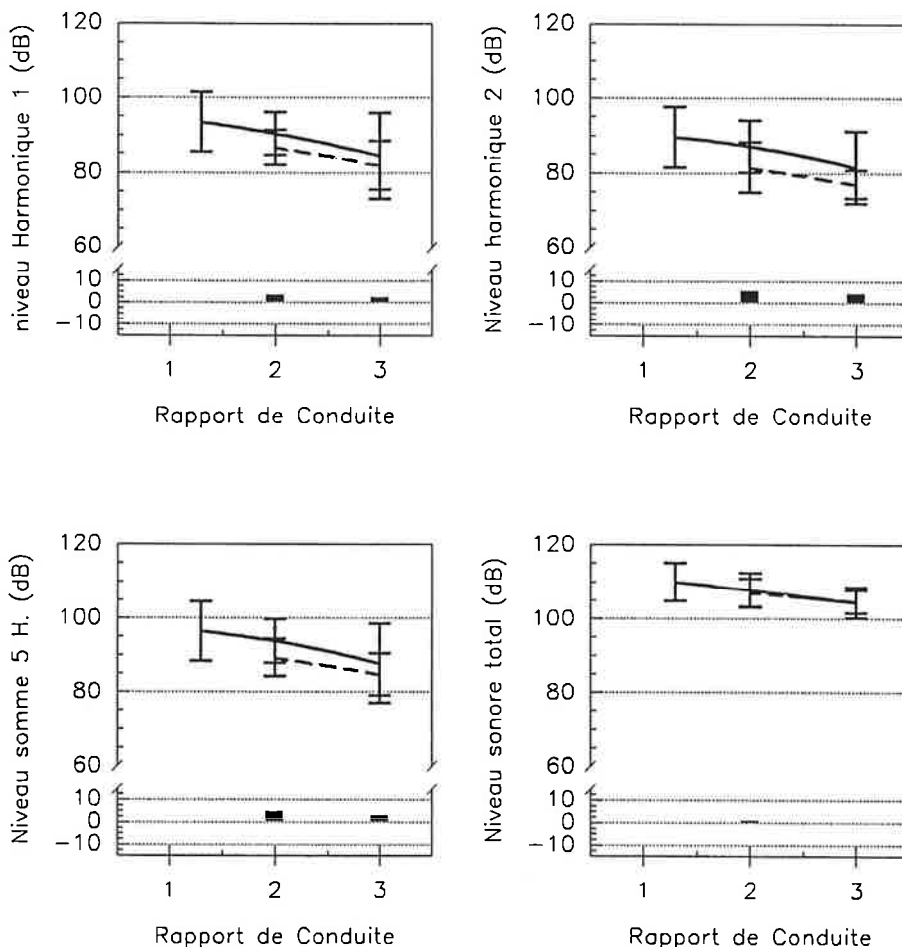 niveau Harmonique 1 (dB)
120
100
80
60
10
0
−10
1 2 3
Rapport de Conduite
Niveau harmonique 2 (dB)
120
100
80
60
10
0
−10
1 2 3
Rapport de Conduite
Niveau somme 5 H. (dB)
120
100
80
60
10
0
−10
1 2 3
Rapport de Conduite
Niveau sonore total (dB)
120
100
80
60
10
0
−10
1 2 3
Rapport de Conduite